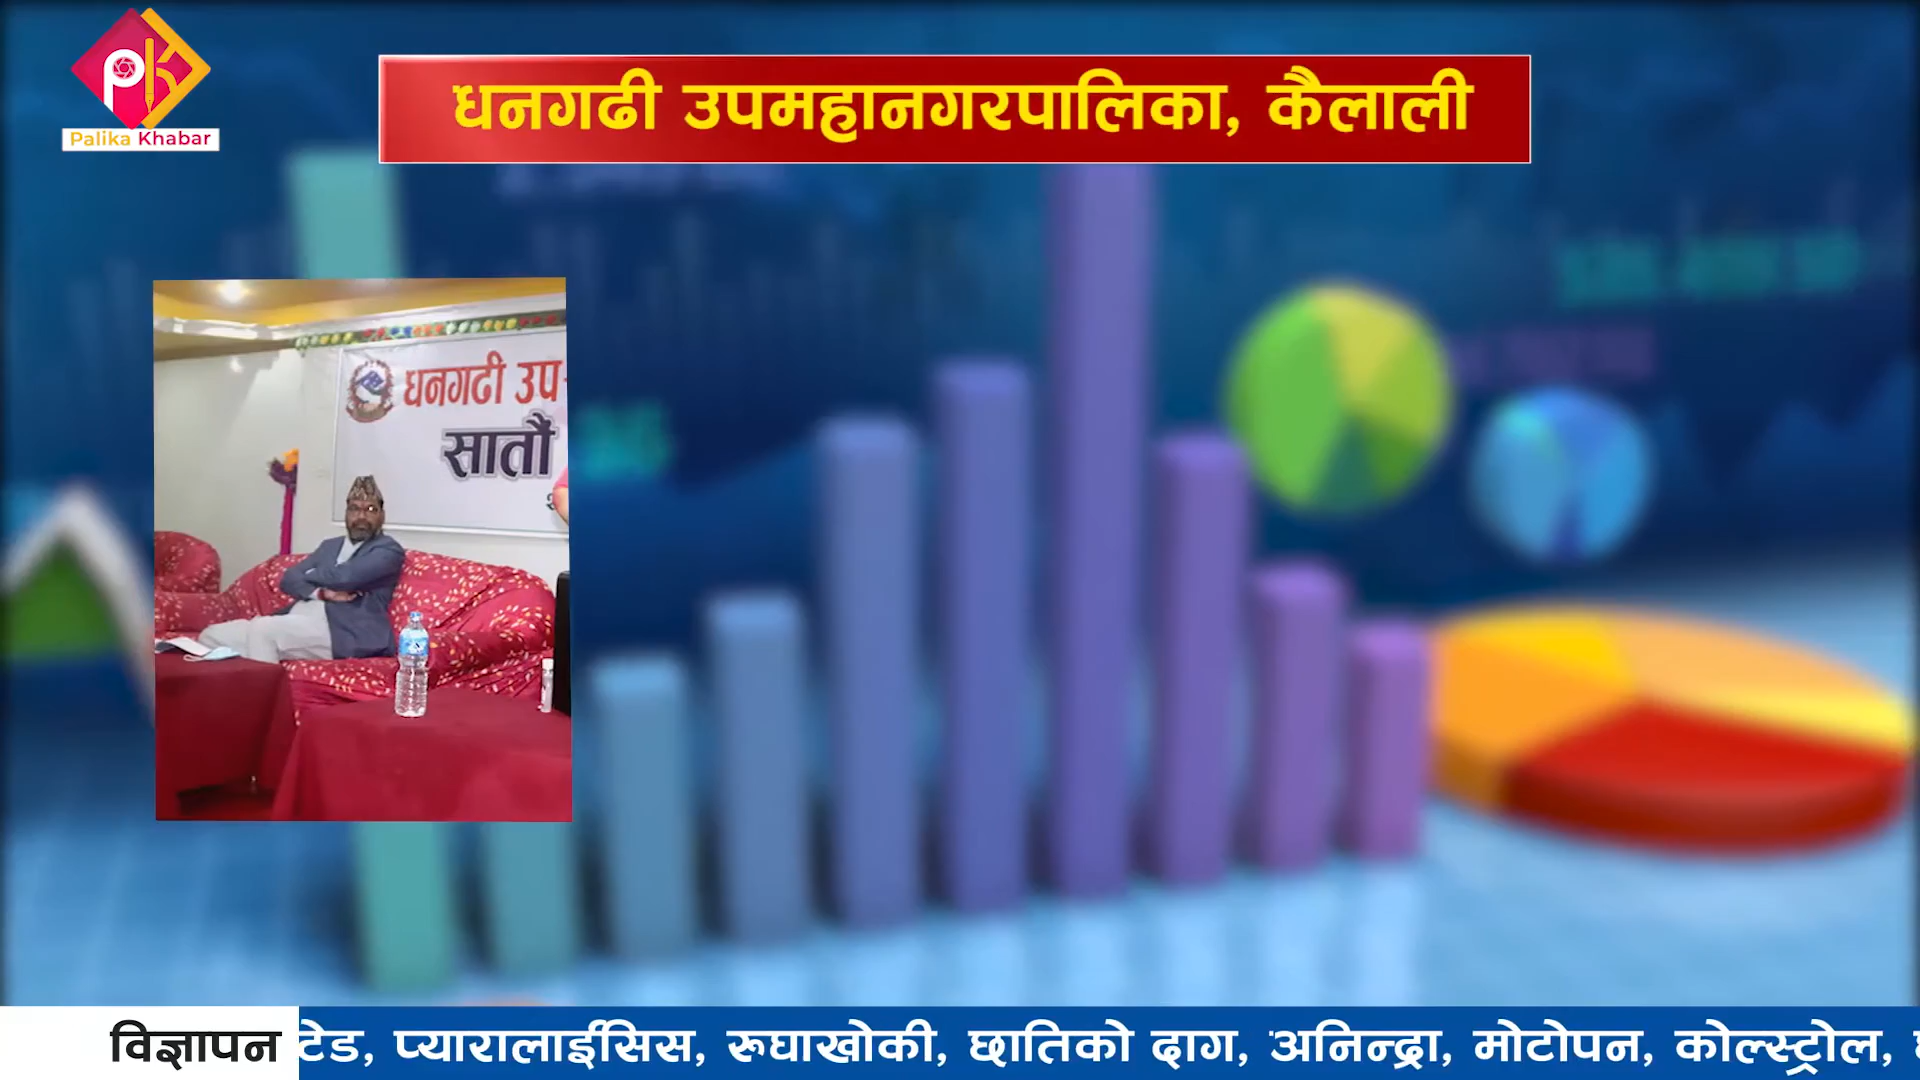 Palika Khabar
धनगढी उपमहानगरपालिका, कैलाली
धनगढी उप
सातौं
विज्ञापन
टेड, प्यारालाईसिस, रूघाखोकी, छातिको दाग, अनिन्द्रा, मोटोपन, कोल्स्ट्रोल,